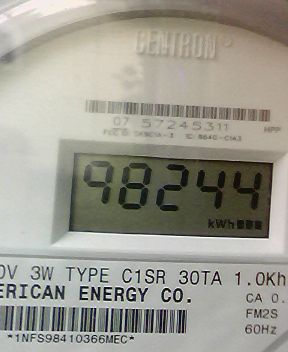 CENTRON®
07 57245311 HPP
98244
kWh
0V 3W TYPE C1SR 30TA 1.0Kh
ERICAN ENERGY CO. CA 0.
FM2S
60Hz
*1NFS98410366MEC*